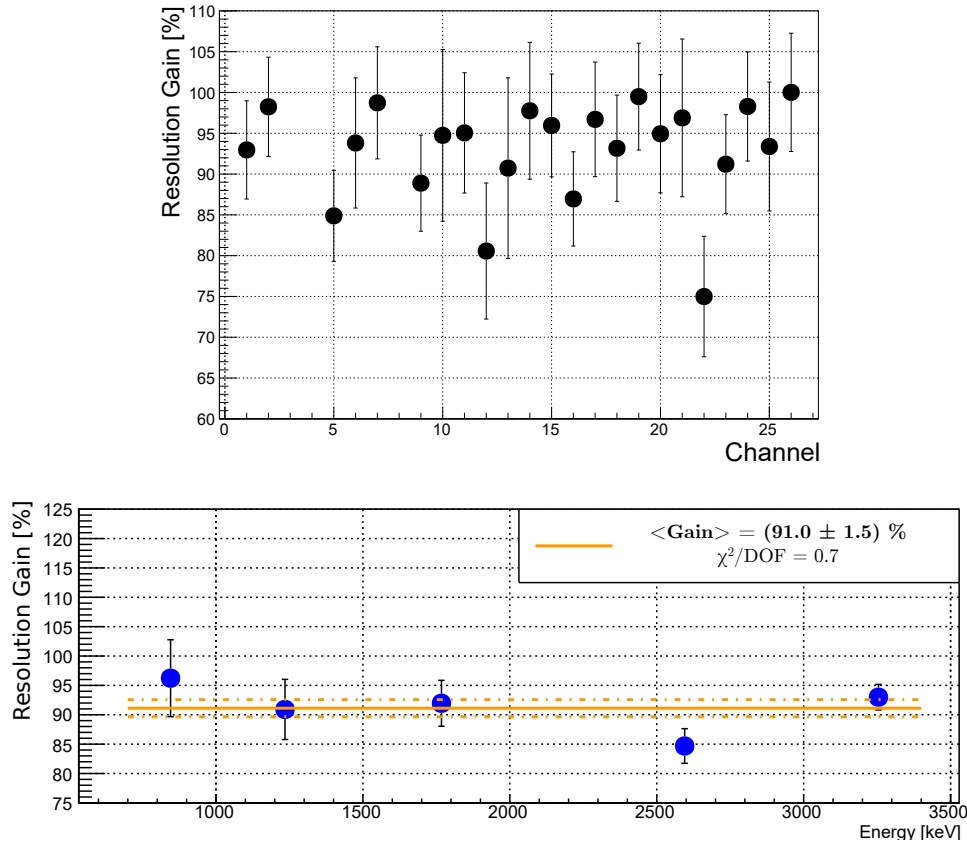 Resolution Gain [%]
110
105
100
95
90
85
80
75
70
65
60
0 5 10 15 20 25
Channel
Resolution Gain [%]
125
120
115
110
105
100
95
90
85
80
75
<Gain> = (91.0 ± 1.5) %
χ²/DOF = 0.7
1000 1500 2000 2500 3000 3500
Energy [keV]